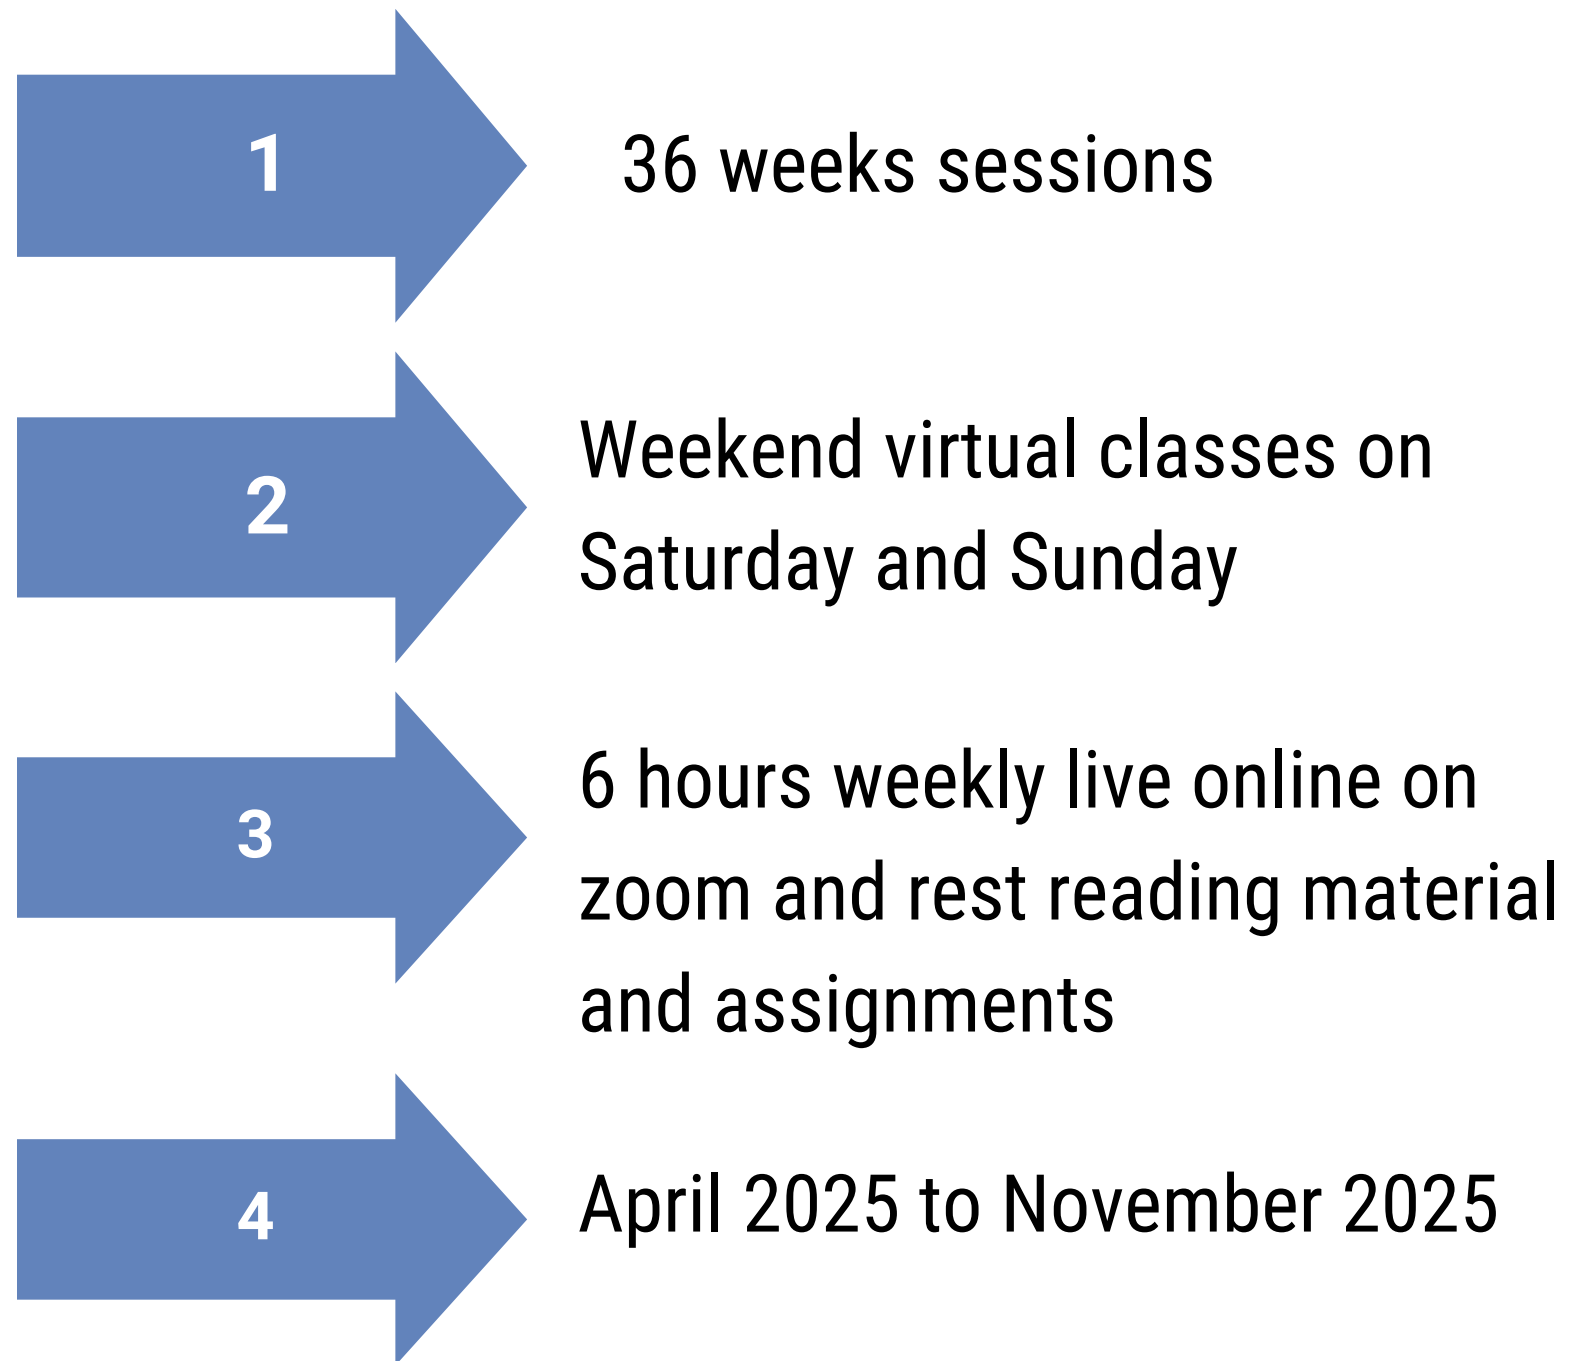 1
36 weeks sessions
2
Weekend virtual classes on
Saturday and Sunday
3
6 hours weekly live online on
zoom and rest reading material
and assignments
4
April 2025 to November 2025